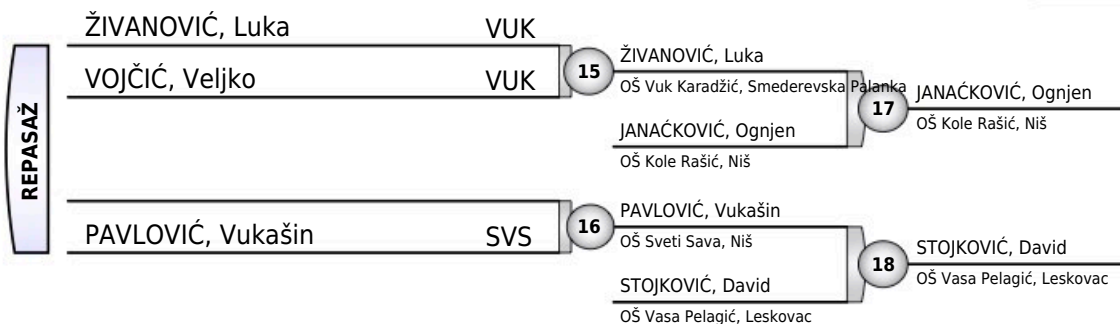 ŽIVANOVIĆ, Luka VUK
VOJČIĆ, Veljko VUK
REPASAŽ
15
ŽIVANOVIĆ, Luka
OŠ Vuk Karadžić, Smederevska Palanka
JANAĆKOVIĆ, Ognjen
OŠ Kole Rašić, Niš
17
JANAĆKOVIĆ, Ognjen
OŠ Kole Rašić, Niš
PAVLOVIĆ, Vukašin SVS
16
PAVLOVIĆ, Vukašin
OŠ Sveti Sava, Niš
STOJKOVIĆ, David
OŠ Vasa Pelagić, Leskovac
18
STOJKOVIĆ, David
OŠ Vasa Pelagić, Leskovac